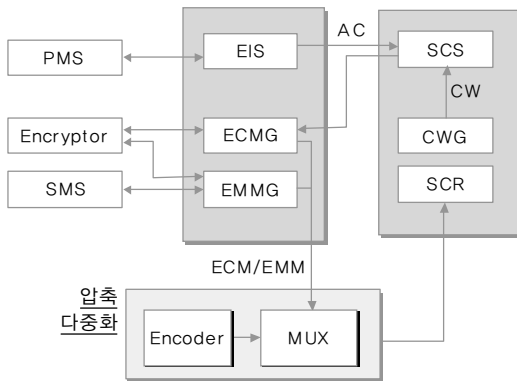 AC
PMS
EIS
SCS
CW
Encryptor
ECMG
CWG
SMS
EMMG
SCR
ECM/EMM
압축
다중화
Encoder
MUX